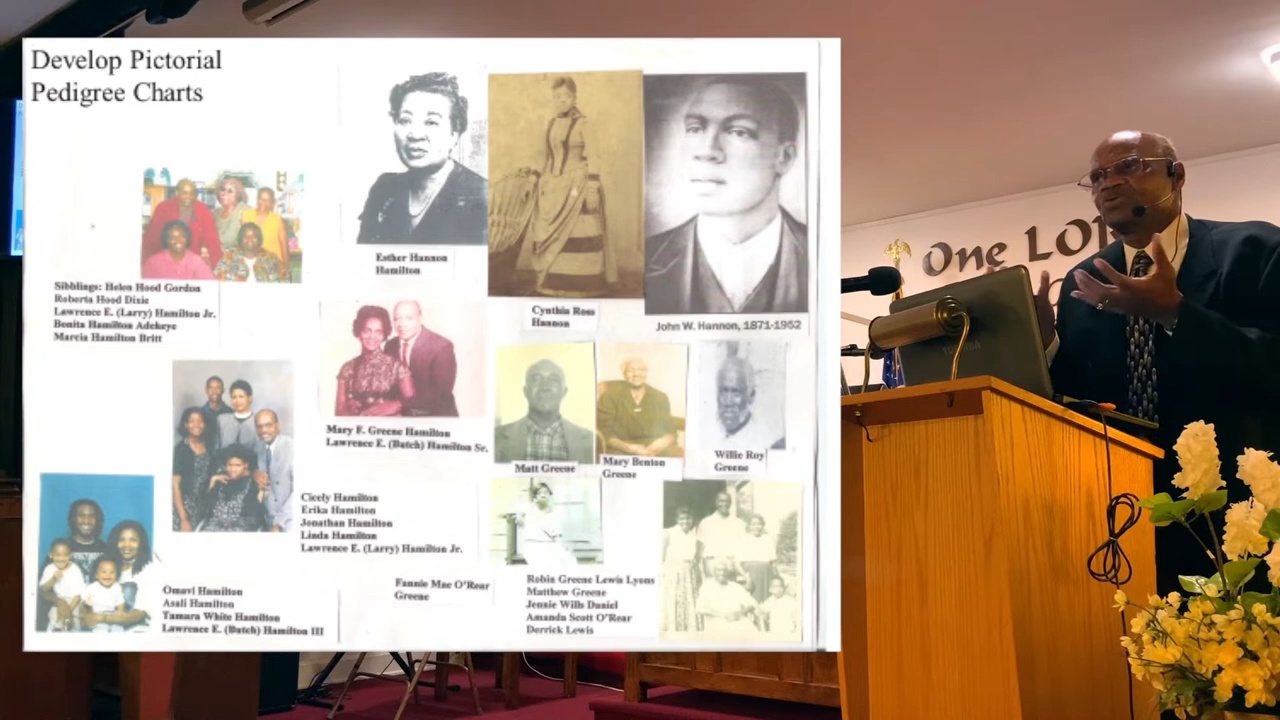 Develop Pictorial
Pedigree Charts
Esther Hannon
Hamilton
Cynthia Ross
Hannon
John W. Hannon, 1871-1952
Sibblings: Helen Hood Gordon
Roberta Hood Dixie
Lawrence E. (Larry) Hamilton Jr.
Bonita Hamilton Adekeye
Marcia Hamilton Britt
Mary F. Greene Hamilton
Lawrence E. (Butch) Hamilton Sr.
Matt Greene
Mary Benton
Greene
Willie Roy
Greene
Cicely Hamilton
Erika Hamilton
Jonathan Hamilton
Linda Hamilton
Lawrence E. (Larry) Hamilton Jr.
Omavi Hamilton
Asali Hamilton
Tamara White Hamilton
Lawrence E. (Butch) Hamilton III
Fannie Mae O'Rear
Greene
Robin Greene Lewis Lyons
Matthew Greene
Jennie Wills Daniel
Amanda Scott O'Rear
Derrick Lewis
One LOR
TOSHIBA